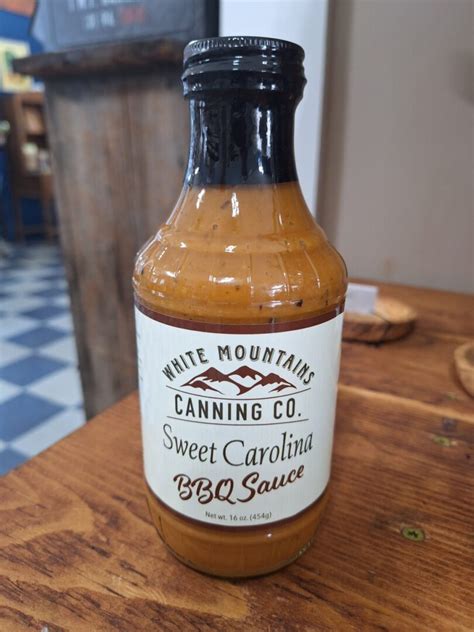 WHITE MOUNTAINS
CANNING CO.
Sweet Carolina
BBQ Sauce
Net wt. 16 oz. (454g)